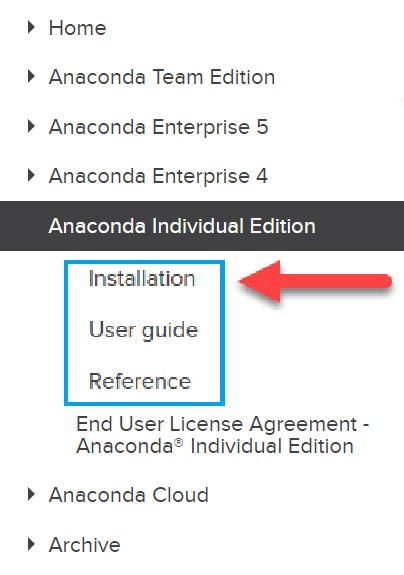 Home
Anaconda Team Edition
Anaconda Enterprise 5
Anaconda Enterprise 4
Anaconda Individual Edition
Installation
User guide
Reference
End User License Agreement -
Anaconda® Individual Edition
Anaconda Cloud
Archive